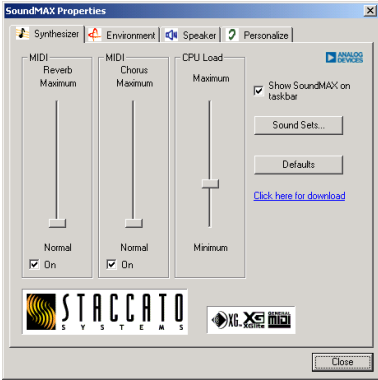 SoundMAX Properties
Synthesizer
Environment
Speaker
Personalize
MIDI
Reverb
Maximum
Normal
On
MIDI
Chorus
Maximum
Normal
On
CPU Load
Maximum
Minimum
ANALOG
DEVICES
Show SoundMAX on
taskbar
Sound Sets...
Defaults
Click here for download
STACCATO
SYSTEMS
XG
XG
GENERAL
MIDI
Close